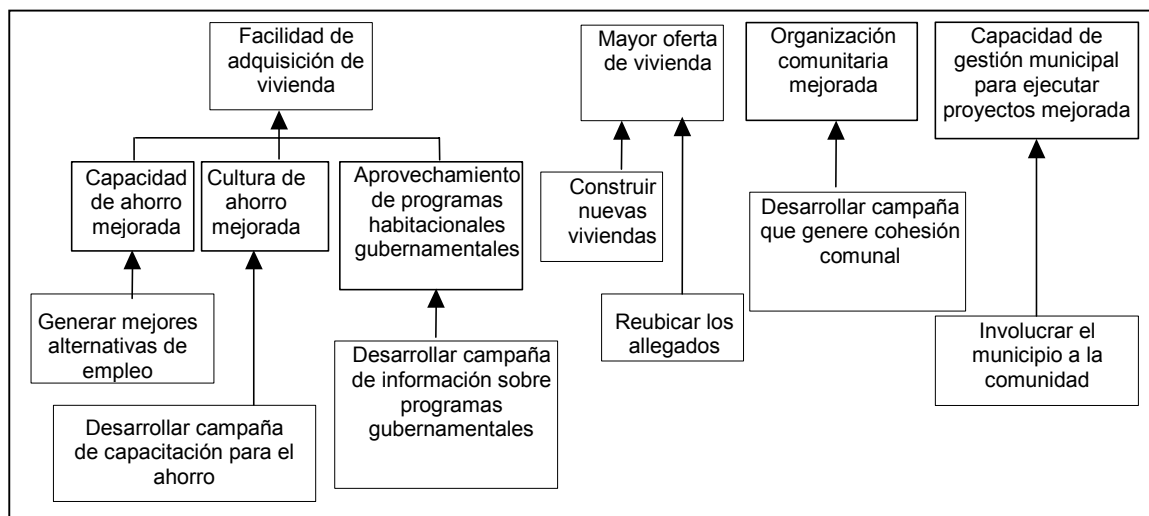 Facilidad de
adquisición de
vivienda
Mayor oferta
de vivienda
Organización
comunitaria
mejorada
Capacidad de
gestión municipal
para ejecutar
proyectos mejorada
Capacidad
de ahorro
mejorada
Cultura de
ahorro
mejorada
Aprovechamiento
de programas
habitacionales
gubernamentales
Construir
nuevas
viviendas
Desarrollar campaña
que genere cohesión
comunal
Generar mejores
alternativas de
empleo
Reubicar los
allegados
Involucrar el
municipio a la
comunidad
Desarrollar campaña
de información sobre
programas
gubernamentales
Desarrollar campaña
de capacitación para el
ahorro